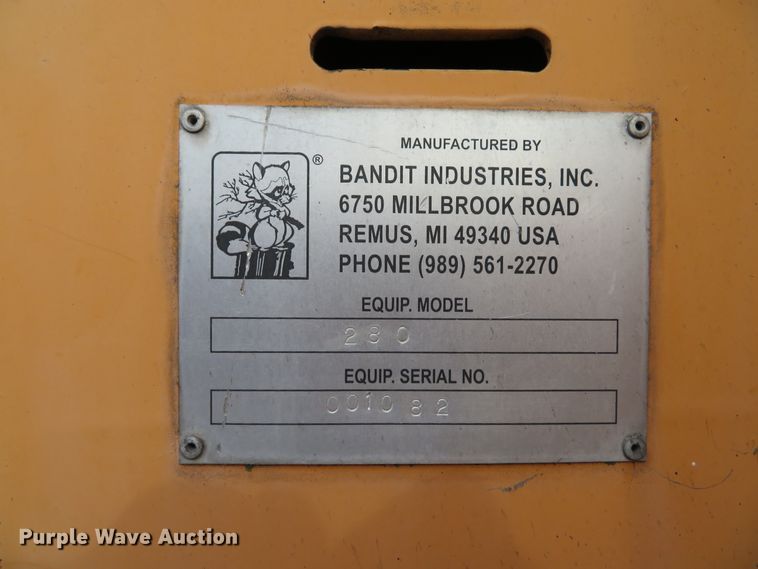 MANUFACTURED BY
®
BANDIT INDUSTRIES, INC.
6750 MILLBROOK ROAD
REMUS, MI 49340 USA
PHONE (989) 561-2270
EQUIP. MODEL
280
EQUIP. SERIAL NO.
001082
Purple Wave Auction®